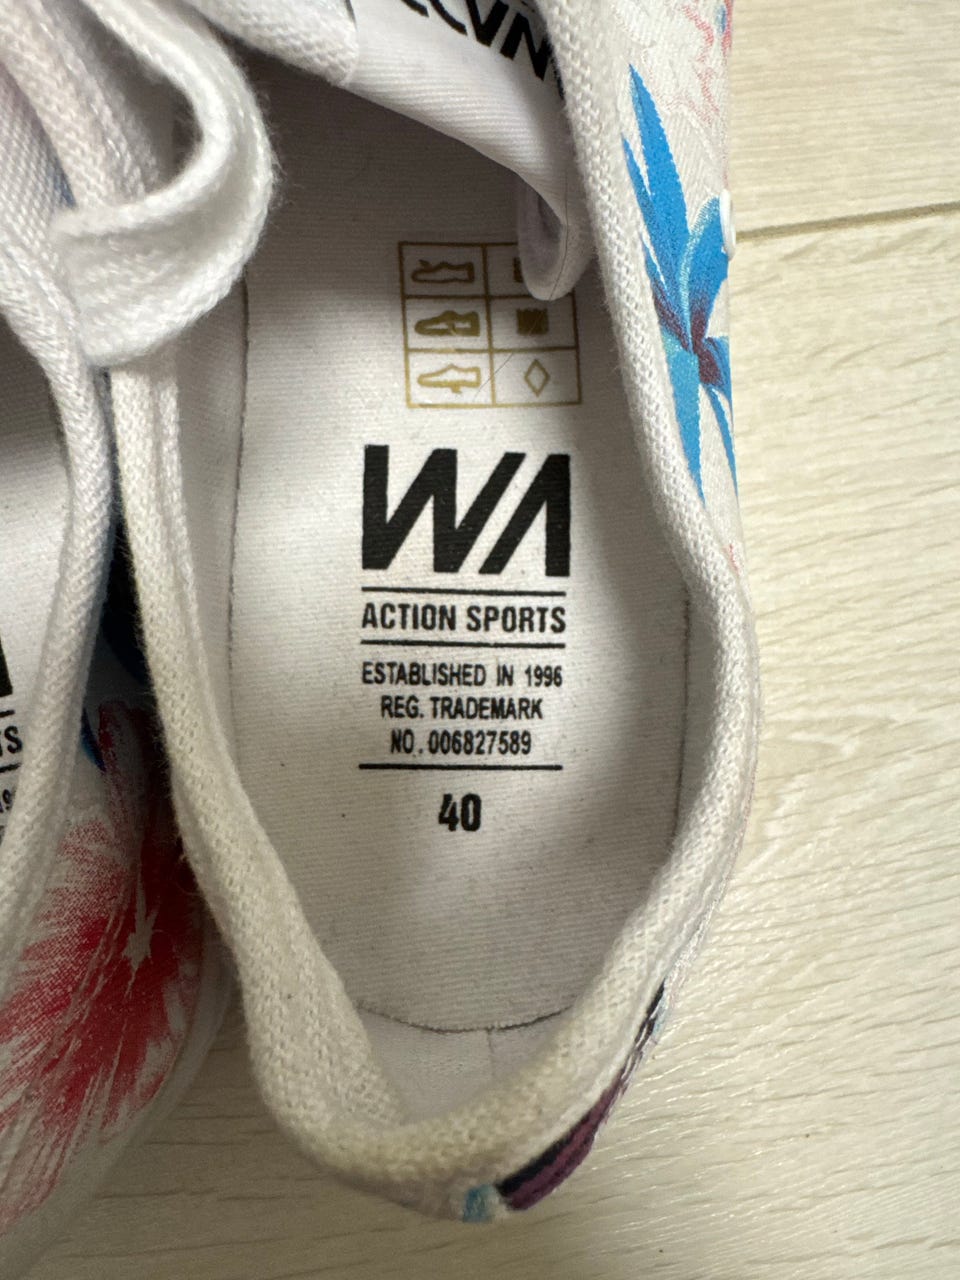 WA
ACTION SPORTS
ESTABLISHED IN 1996
REG. TRADEMARK
NO. 006827589
40